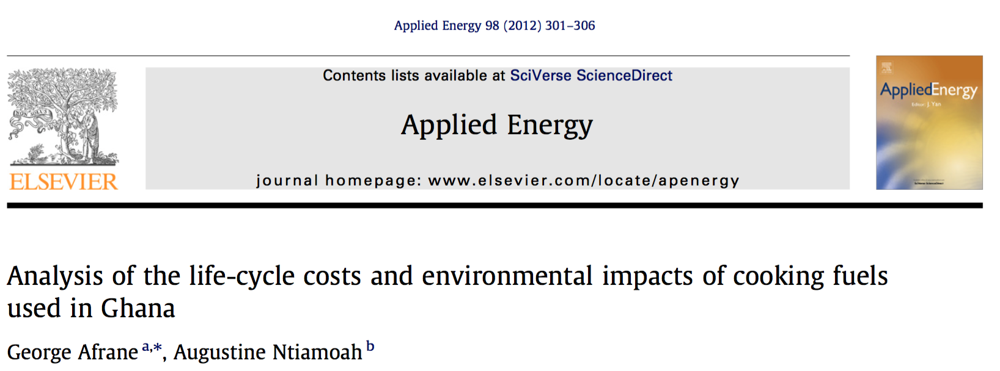 Applied Energy 98 (2012) 301–306
Contents lists available at SciVerse ScienceDirect
Applied Energy
journal homepage: www.elsevier.com/locate/apenergy
NON SOLUS
ELSEVIER
AppliedEnergy
Editor: J. Yan
Analysis of the life-cycle costs and environmental impacts of cooking fuels
used in Ghana
George Afrane a,*, Augustine Ntiamoah b